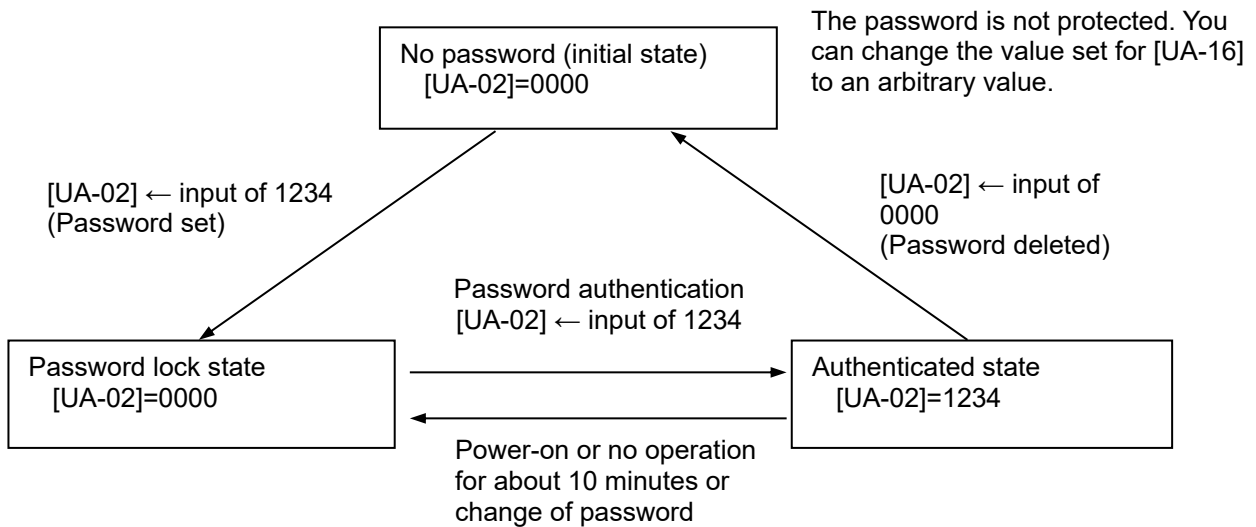 The password is not protected. You
can change the value set for [UA-16]
to an arbitrary value.
No password (initial state)
[UA-02]=0000
[UA-02] ← input of 1234
(Password set)
[UA-02] ← input of
0000
(Password deleted)
Password authentication
[UA-02] ← input of 1234
Password lock state
[UA-02]=0000
Authenticated state
[UA-02]=1234
Power-on or no operation
for about 10 minutes or
change of password